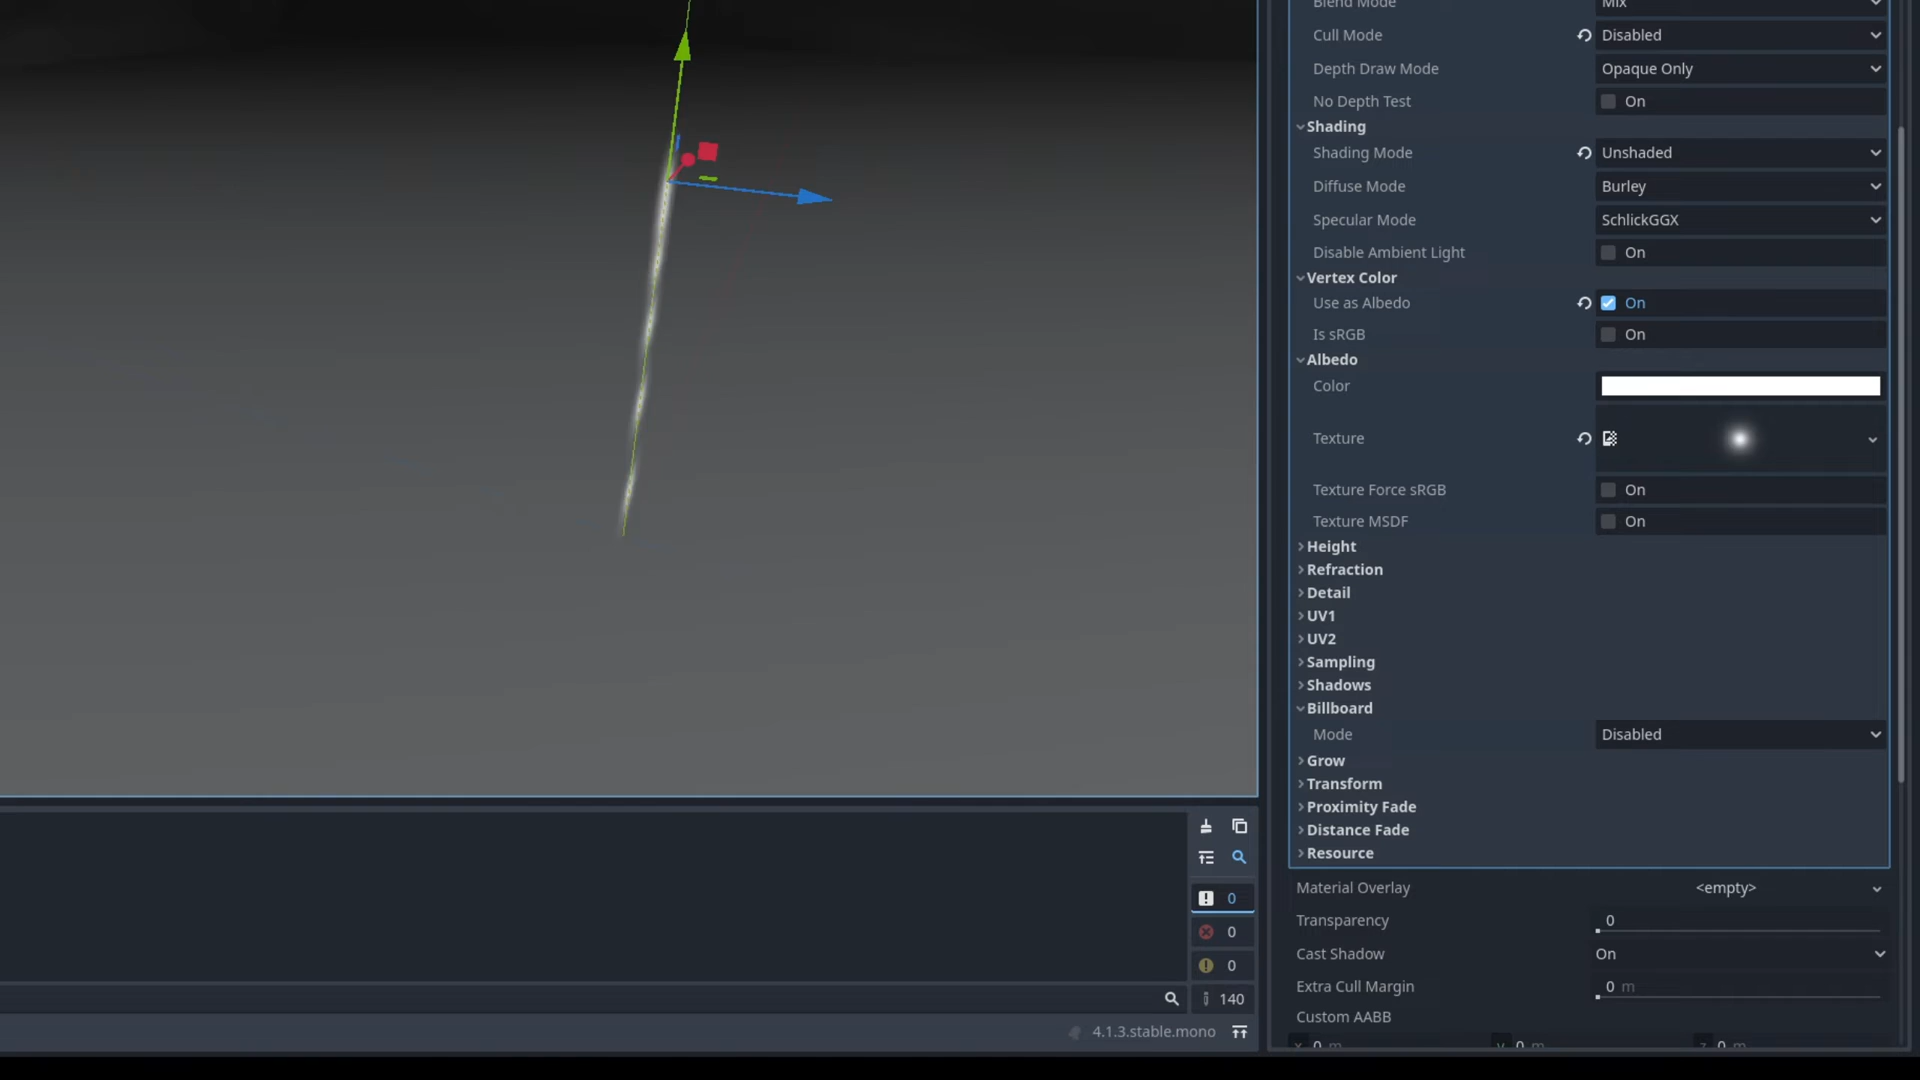 Blend Mode Mix
Cull Mode Disabled
Depth Draw Mode Opaque Only
No Depth Test On
Shading
Shading Mode Unshaded
Diffuse Mode Burley
Specular Mode SchlickGGX
Disable Ambient Light On
Vertex Color
Use as Albedo On
Is sRGB On
Albedo
Color
Texture
Texture Force sRGB On
Texture MSDF On
Height
Refraction
Detail
UV1
UV2
Sampling
Shadows
Billboard
Mode Disabled
Grow
Transform
Proximity Fade
Distance Fade
Resource
Material Overlay <empty>
Transparency 0
Cast Shadow On
Extra Cull Margin 0 m
Custom AABB
x 0 m y 0 m z 0 m
0
0
0
140
4.1.3.stable.mono